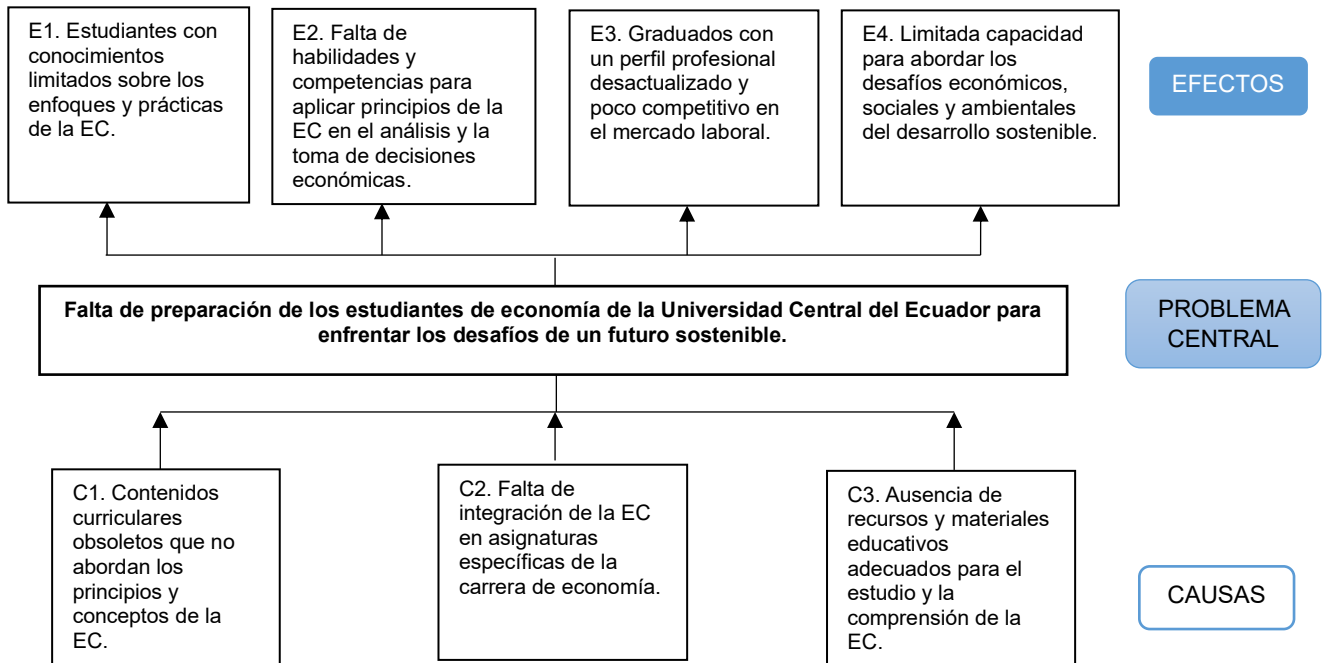 E1. Estudiantes con
conocimientos
limitados sobre los
enfoques y prácticas
de la EC.
E2. Falta de
habilidades y
competencias para
aplicar principios de la
EC en el análisis y la
toma de decisiones
económicas.
E3. Graduados con
un perfil profesional
desactualizado y
poco competitivo en
el mercado laboral.
E4. Limitada capacidad
para abordar los
desafíos económicos,
sociales y ambientales
del desarrollo sostenible.
EFECTOS
Falta de preparación de los estudiantes de economía de la Universidad Central del Ecuador para
enfrentar los desafíos de un futuro sostenible.
PROBLEMA
CENTRAL
C1. Contenidos
curriculares
obsoletos que no
abordan los
principios y
conceptos de la
EC.
C2. Falta de
integración de la EC
en asignaturas
específicas de la
carrera de economía.
C3. Ausencia de
recursos y materiales
educativos
adecuados para el
estudio y la
comprensión de la
EC.
CAUSAS